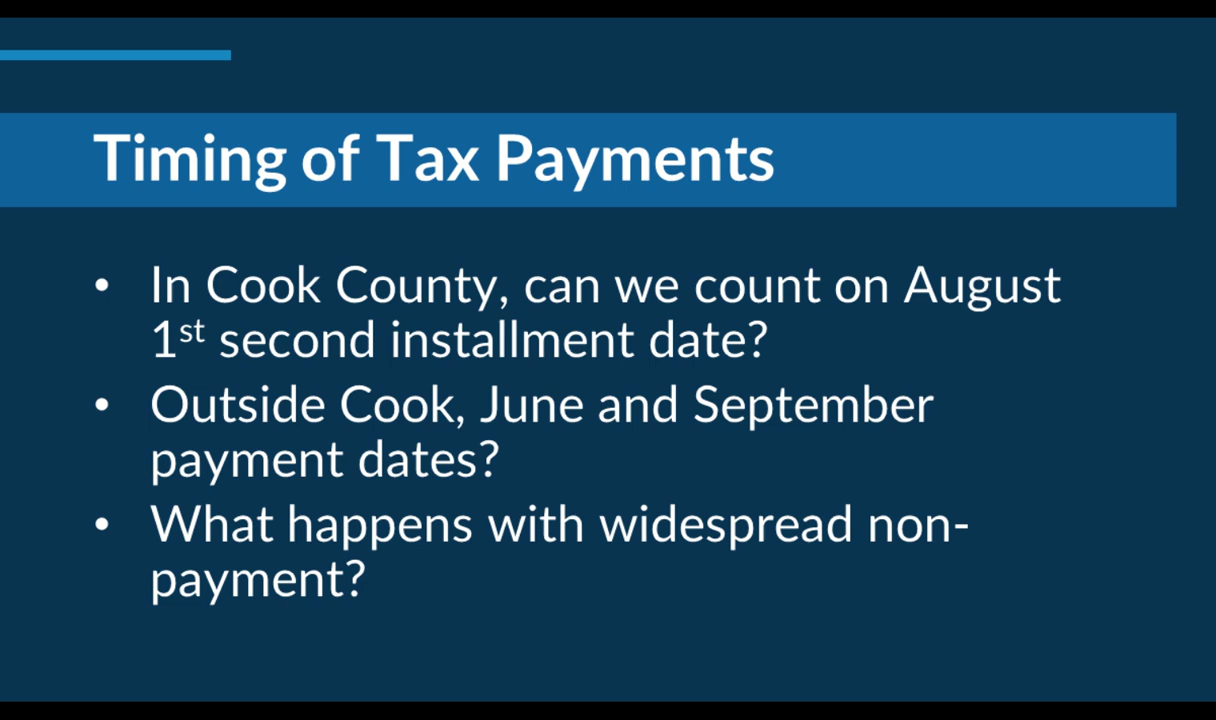 Timing of Tax Payments
• In Cook County, can we count on August
1st second installment date?
• Outside Cook, June and September
payment dates?
• What happens with widespread non-
payment?